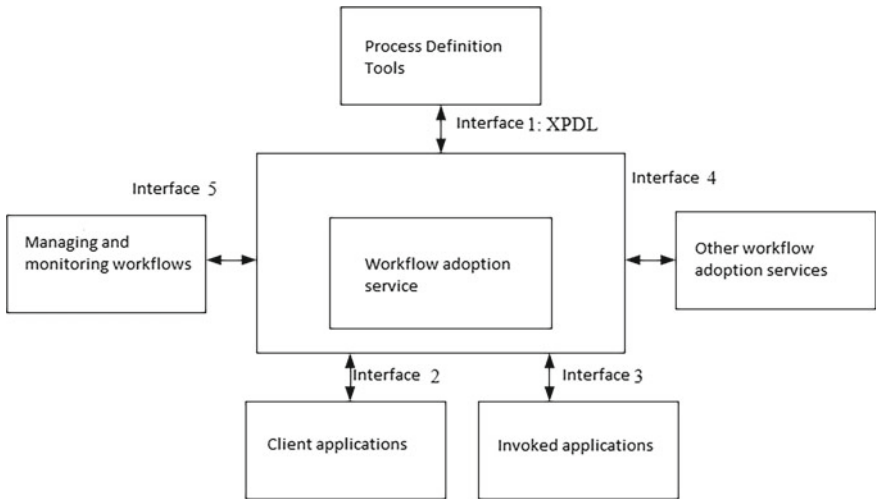 Process Definition
Tools
Interface 1: XPDL
Interface 5
Interface 4
Managing and
monitoring workflows
Workflow adoption
service
Other workflow
adoption services
Interface 2
Interface 3
Client applications
Invoked applications